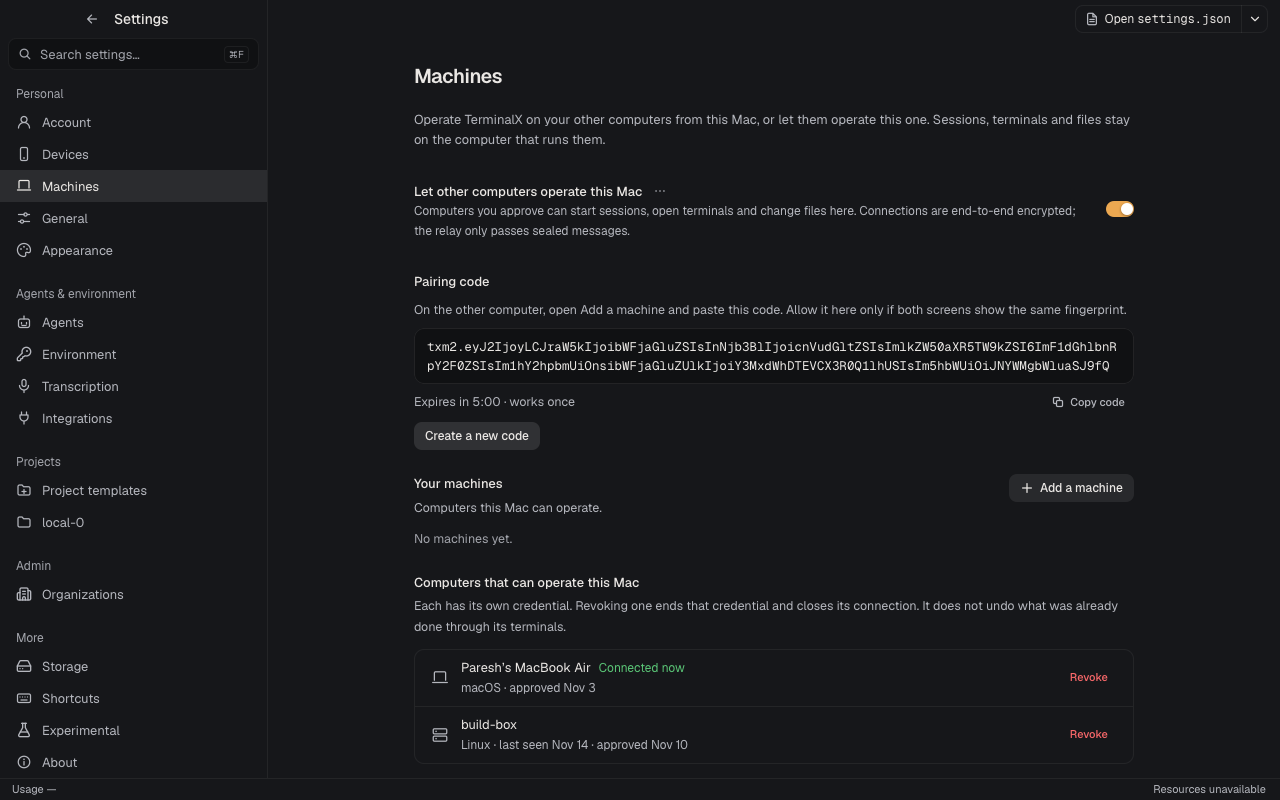 Settings
Open settings.json
Search settings…
⌘F
Personal
Account
Devices
Machines
General
Appearance
Agents & environment
Agents
Environment
Transcription
Integrations
Projects
Project templates
local-0
Admin
Organizations
More
Storage
Shortcuts
Experimental
About
Machines
Operate TerminalX on your other computers from this Mac, or let them operate this one. Sessions, terminals and files stay
on the computer that runs them.
Let other computers operate this Mac ···
Computers you approve can start sessions, open terminals and change files here. Connections are end-to-end encrypted;
the relay only passes sealed messages.
Pairing code
On the other computer, open Add a machine and paste this code. Allow it here only if both screens show the same fingerprint.
txm2.eyJ2IjoyLCJraW5kIjoibWFjaGluZSIsInNjb3BlIjoicnVudGltZSIsImlkZW50aXR5TW9kZSI6ImF1dGhlbnR
pY2F0ZSIsIm1hY2hpbmUiOnsibWFjaGluZUlkIjoiY3MxdWhDTEVCX3R0Q1lhUSIsIm5hbWUiOiJNYWMgbWluaSJ9fQ
Expires in 5:00 · works once
Copy code
Create a new code
Your machines
Add a machine
Computers this Mac can operate.
No machines yet.
Computers that can operate this Mac
Each has its own credential. Revoking one ends that credential and closes its connection. It does not undo what was already
done through its terminals.
Paresh's MacBook Air Connected now
macOS · approved Nov 3
Revoke
build-box
Linux · last seen Nov 14 · approved Nov 10
Revoke
Usage —
Resources unavailable